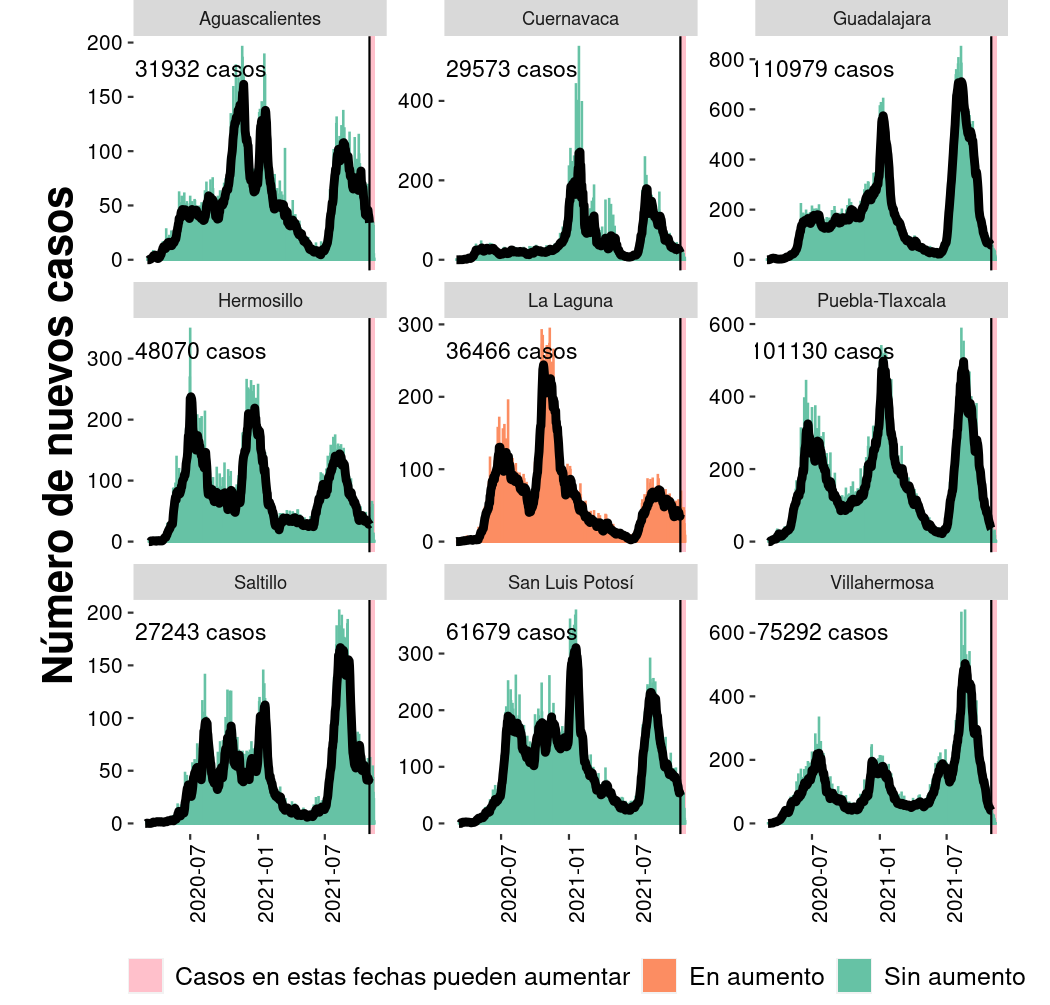 Aguascalientes
Cuernavaca
Guadalajara
200
150
100
50
0
31932 casos
400
200
0
29573 casos
800
600
400
200
0
110979 casos
Número de nuevos casos
Hermosillo
La Laguna
Puebla-Tlaxcala
300
200
100
0
48070 casos
300
200
100
0
36466 casos
600
400
200
0
101130 casos
Saltillo
San Luis Potosí
Villahermosa
200
150
100
50
0
27243 casos
300
200
100
0
61679 casos
600
400
200
0
75292 casos
2020-07
2021-01
2021-07
2020-07
2021-01
2021-07
2020-07
2021-01
2021-07
Casos en estas fechas pueden aumentar
En aumento
Sin aumento